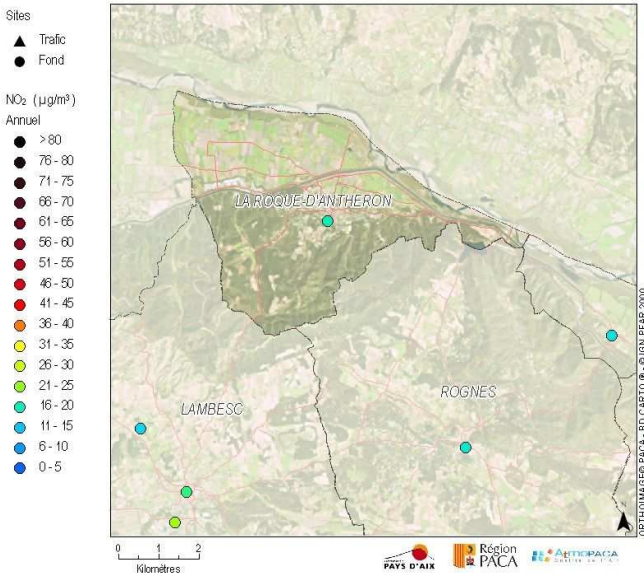 Sites
Trafic
Fond
NO₂ (µg/m³)
Annuel
>80
76 - 80
71 - 75
66 - 70
61 - 65
56 - 60
51 - 55
46 - 50
41 - 45
36 - 40
31 - 35
26 - 30
21 - 25
16 - 20
11 - 15
6 - 10
0 - 5
LA ROQUE-D'ANTHERON
LAMBESC
ROGNES
0 1 2
Kilomètres
PAYS D'AIX
Région
PACA
AtmoPACA